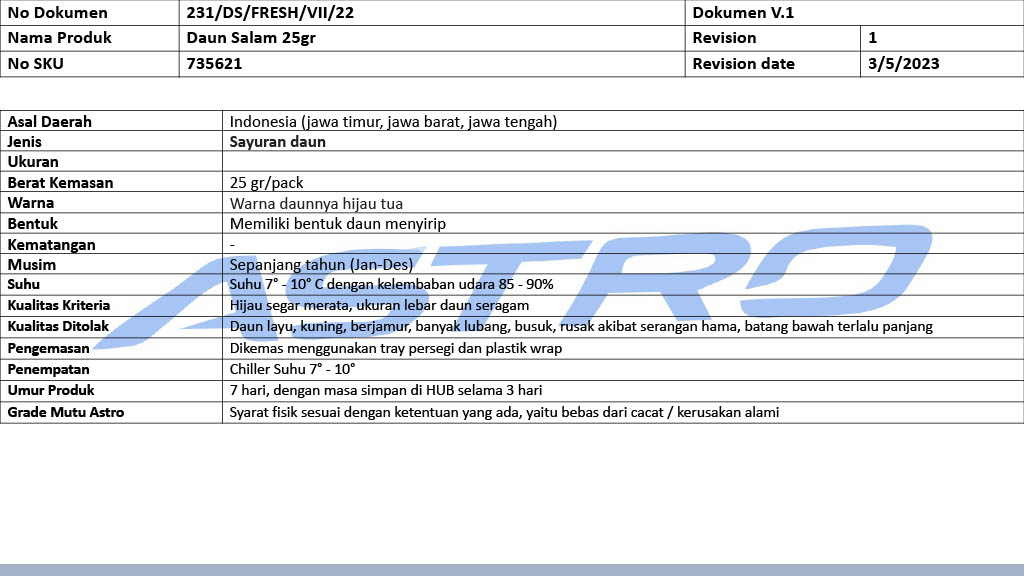 No Dokumen 231/DS/FRESH/VII/22 Dokumen V.1
Nama Produk Daun Salam 25gr Revision 1
No SKU 735621 Revision date 3/5/2023
Asal Daerah Indonesia (jawa timur, jawa barat, jawa tengah)
Jenis Sayuran daun
Ukuran
Berat Kemasan 25 gr/pack
Warna Warna daunnya hijau tua
Bentuk Memiliki bentuk daun menyirip
Kematangan -
Musim Sepanjang tahun (Jan-Des)
Suhu Suhu 7° - 10° C dengan kelembaban udara 85 - 90%
Kualitas Kriteria Hijau segar merata, ukuran lebar daun seragam
Kualitas Ditolak Daun layu, kuning, berjamur, banyak lubang, busuk, rusak akibat serangan hama, batang bawah terlalu panjang
Pengemasan Dikemas menggunakan tray persegi dan plastik wrap
Penempatan Chiller Suhu 7° - 10°
Umur Produk 7 hari, dengan masa simpan di HUB selama 3 hari
Grade Mutu Astro Syarat fisik sesuai dengan ketentuan yang ada, yaitu bebas dari cacat / kerusakan alami
ASTRO